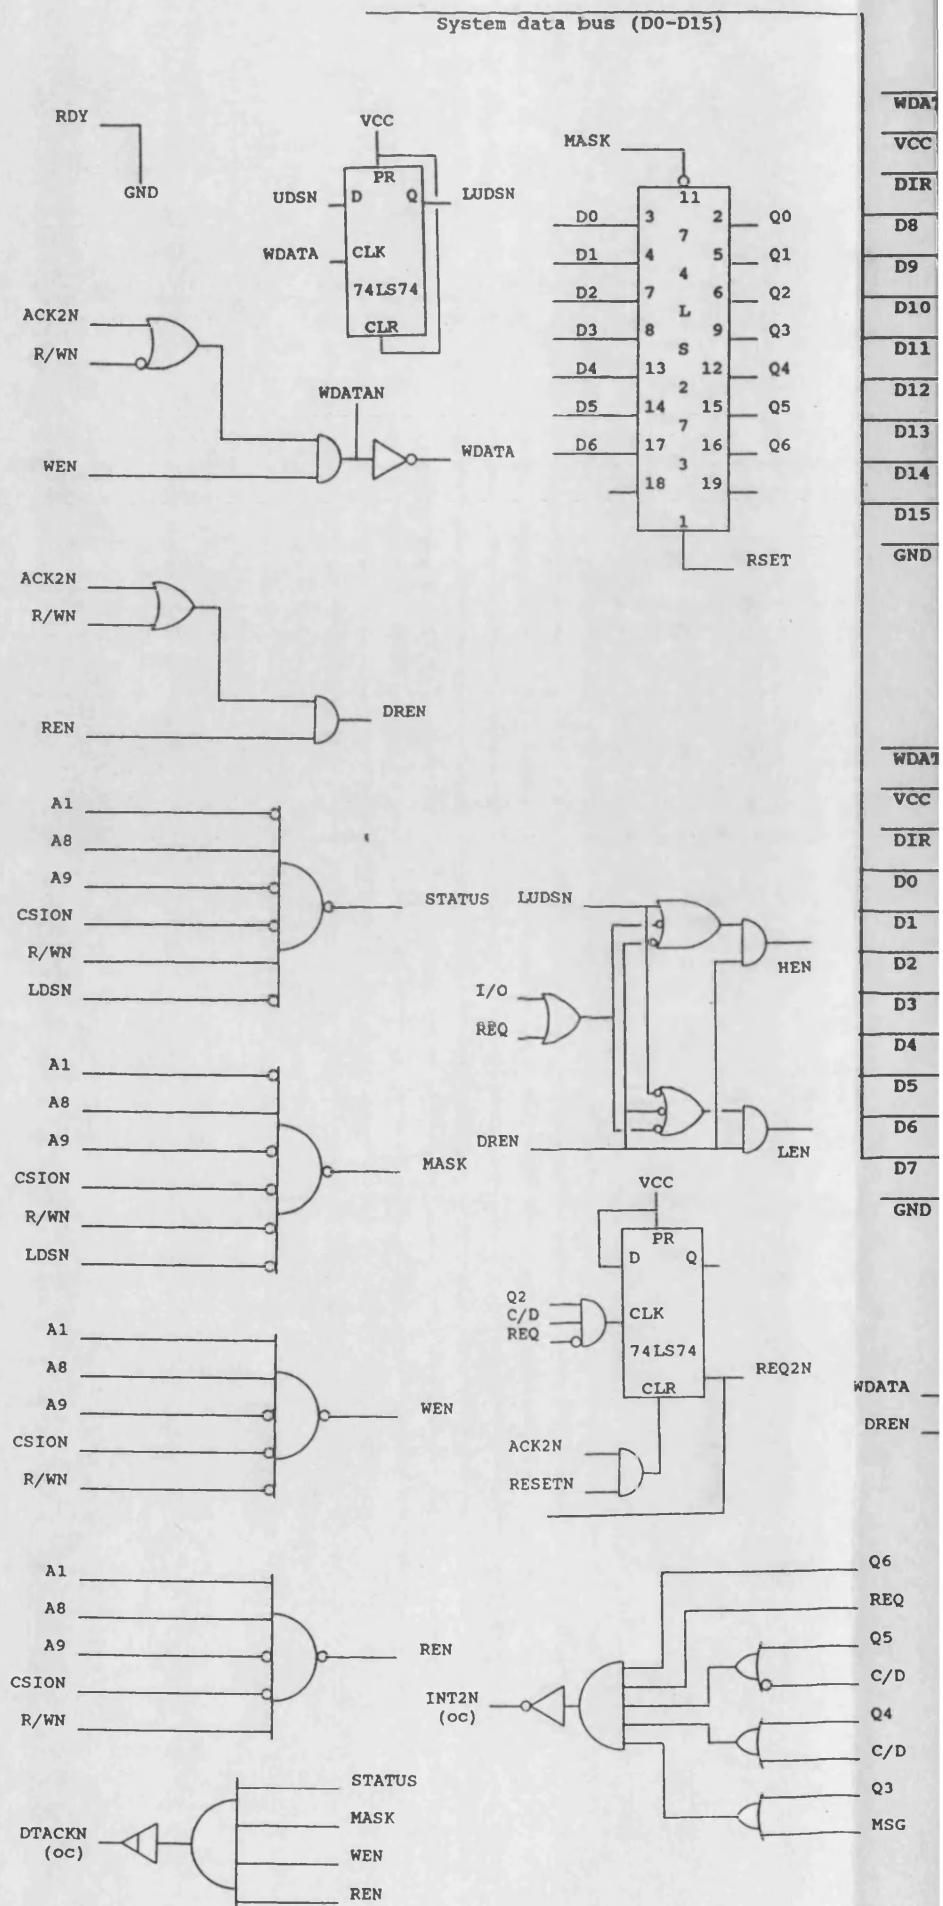 System data bus (D0-D15)
RDY
GND
VCC
PR
UDSN
D
Q
LUDSN
WDATA
CLK
74LS74
CLR
MASK
11
D0
3
2
Q0
D1
4
5
Q1
D2
7
6
Q2
D3
8
9
Q3
D4
13
12
Q4
D5
14
15
Q5
D6
17
16
Q6
18
19
1
74LS273
RSET
ACK2N
R/WN
WDATAN
WEN
WDATA
ACK2N
R/WN
DREN
REN
A1
A8
A9
CSION
R/WN
LDSN
STATUS
LUDSN
I/O
REQ
DREN
HEN
LEN
A1
A8
A9
CSION
R/WN
LDSN
MASK
VCC
PR
D
Q
Q2
C/D
REQ
CLK
74LS74
CLR
REQ2N
ACK2N
RESETN
A1
A8
A9
CSION
R/WN
WEN
A1
A8
A9
CSION
R/WN
REN
Q6
REQ
Q5
C/D
Q4
C/D
Q3
MSG
INT2N
(oc)
STATUS
MASK
WEN
REN
DTACKN
(oc)
VCC
DIR
D8
D9
D10
D11
D12
D13
D14
D15
GND
VCC
DIR
D0
D1
D2
D3
D4
D5
D6
D7
GND
WDATA
DREN